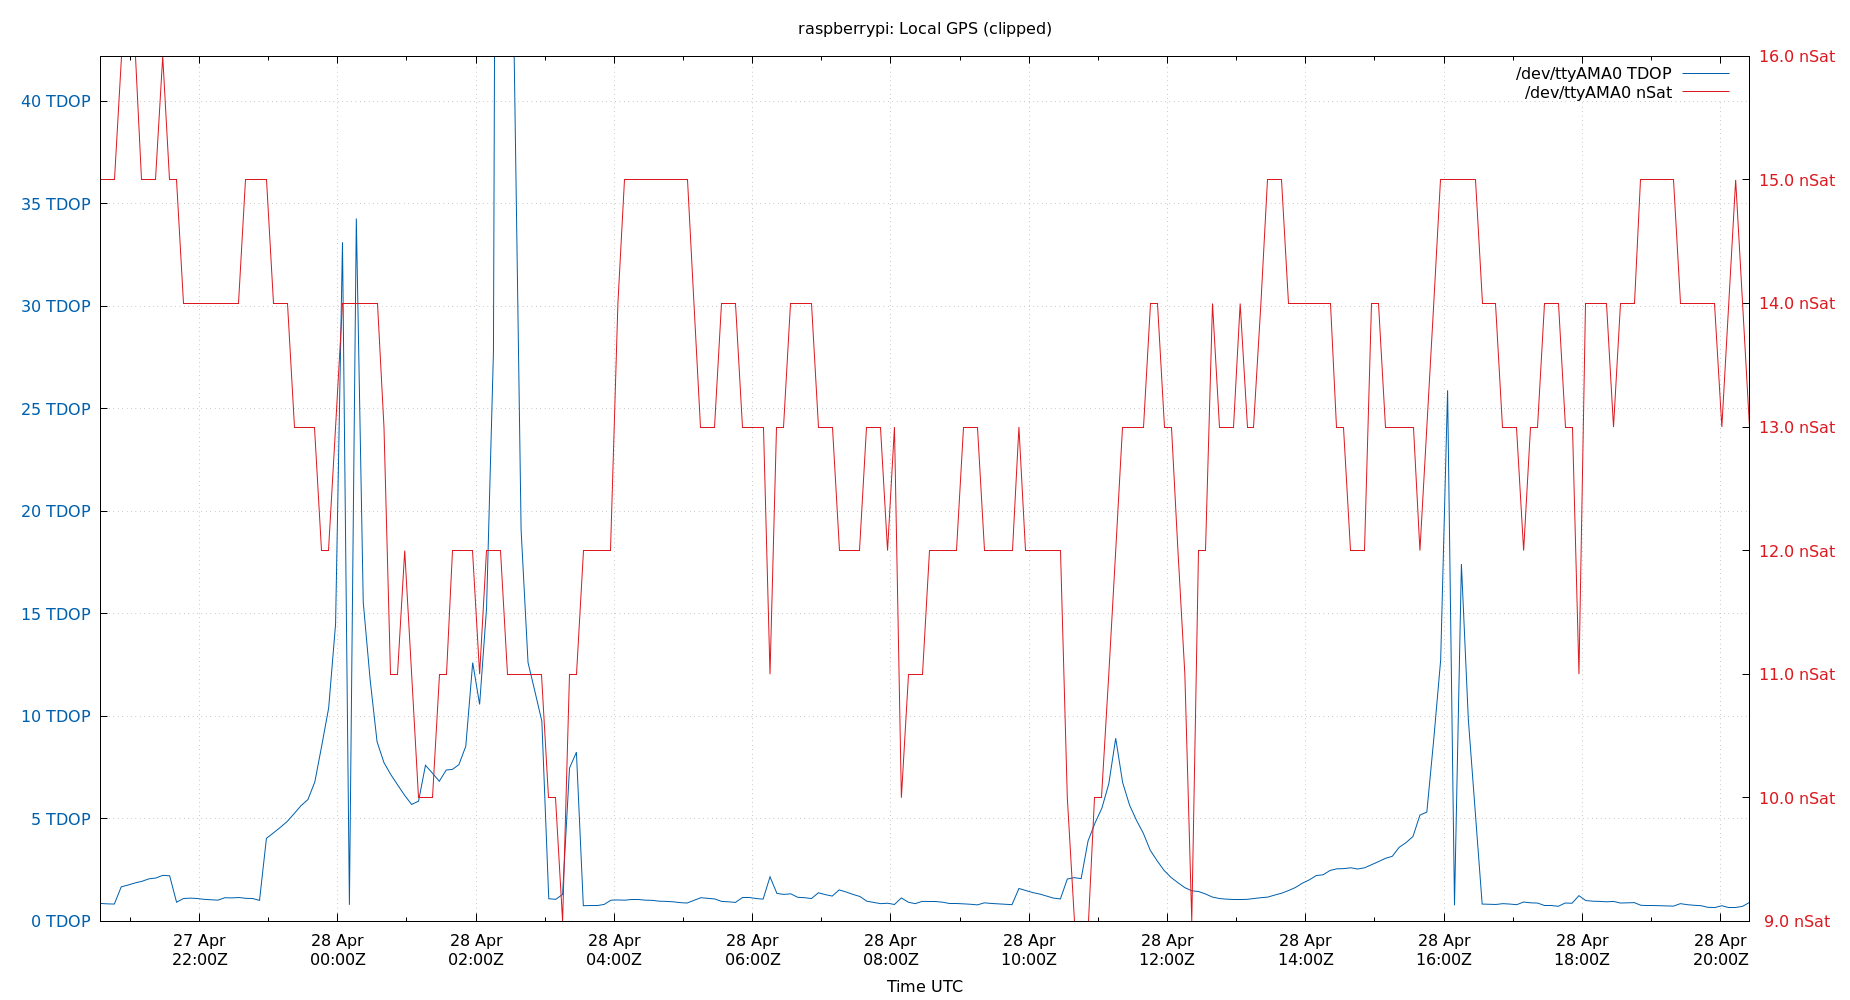 raspberrypi: Local GPS (clipped)
/dev/ttyAMA0 TDOP
/dev/ttyAMA0 nSat
40 TDOP
35 TDOP
30 TDOP
25 TDOP
20 TDOP
15 TDOP
10 TDOP
5 TDOP
0 TDOP
16.0 nSat
15.0 nSat
14.0 nSat
13.0 nSat
12.0 nSat
11.0 nSat
10.0 nSat
9.0 nSat
27 Apr
22:00Z
28 Apr
00:00Z
28 Apr
02:00Z
28 Apr
04:00Z
28 Apr
06:00Z
28 Apr
08:00Z
28 Apr
10:00Z
28 Apr
12:00Z
28 Apr
14:00Z
28 Apr
16:00Z
28 Apr
18:00Z
28 Apr
20:00Z
Time UTC